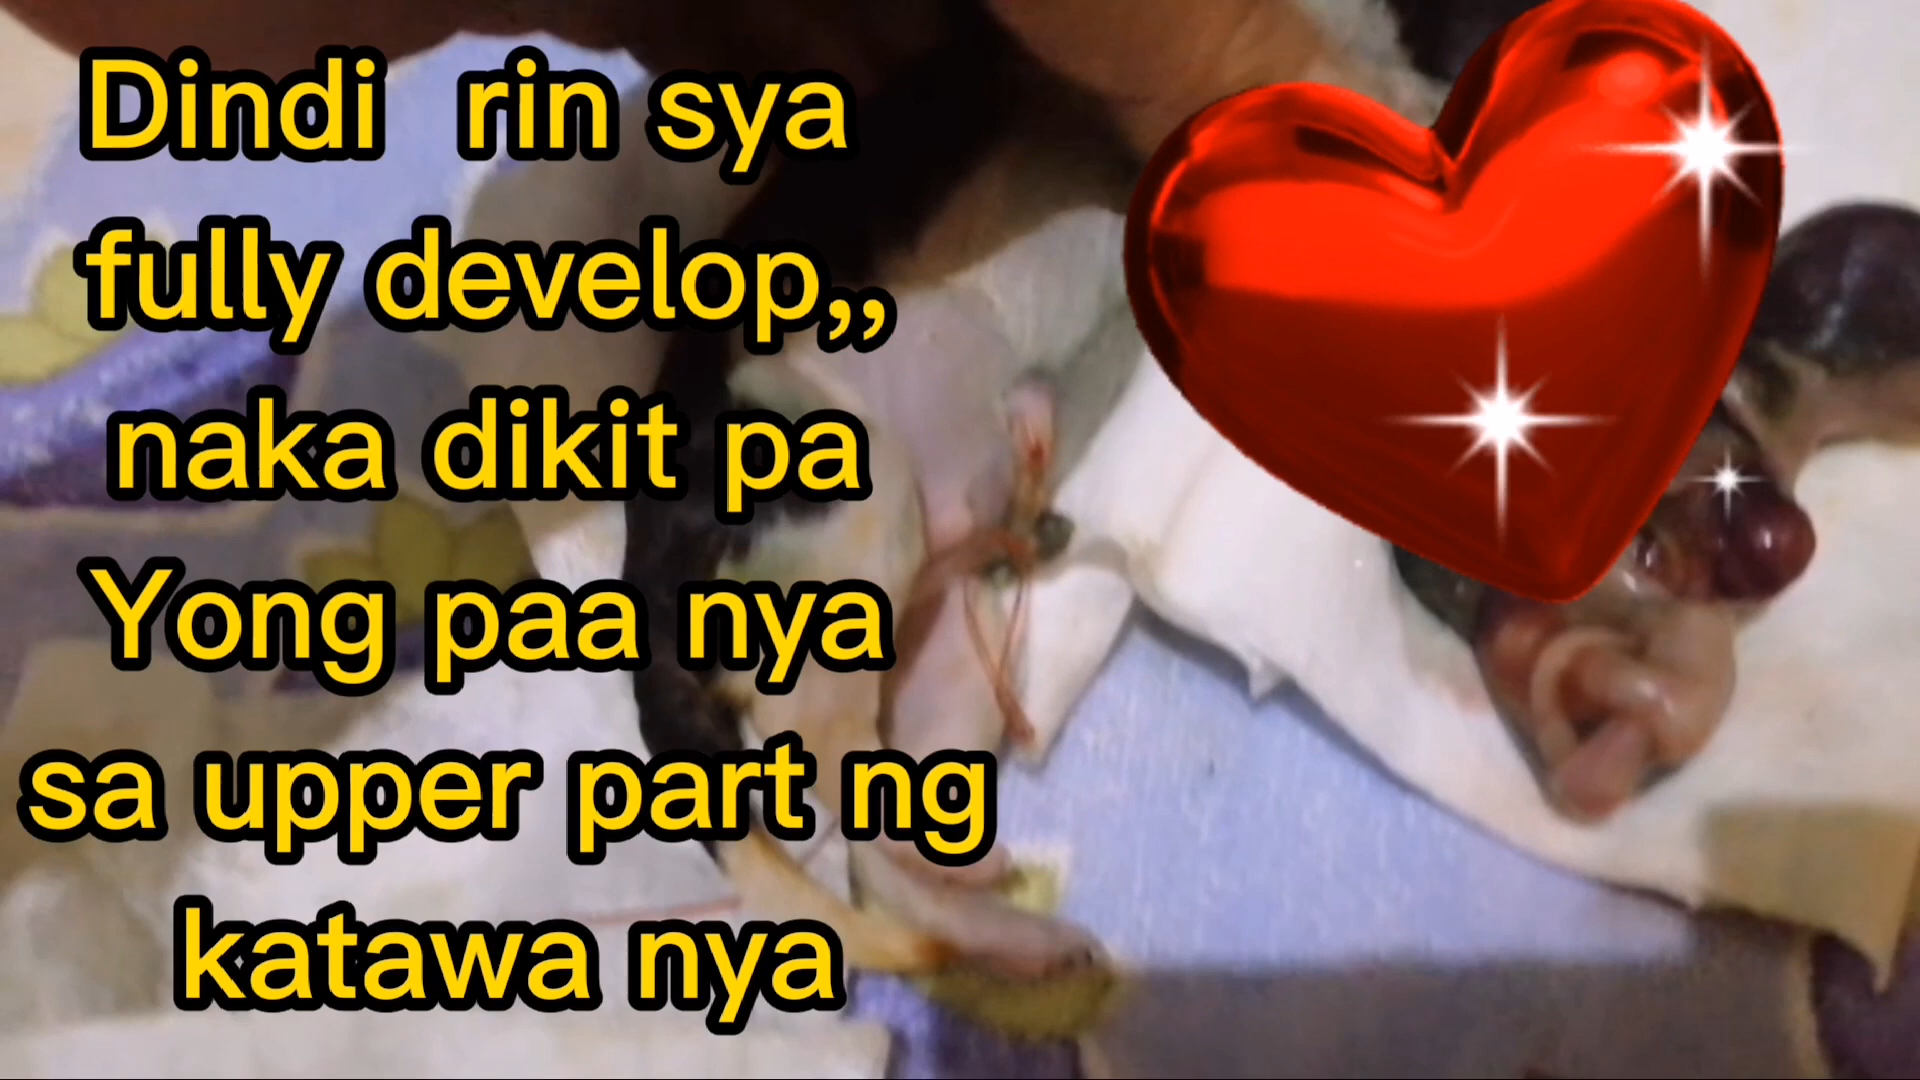 Dindi rin sya
fully develop,,
naka dikit pa
Yong paa nya
sa upper part ng
katawa nya